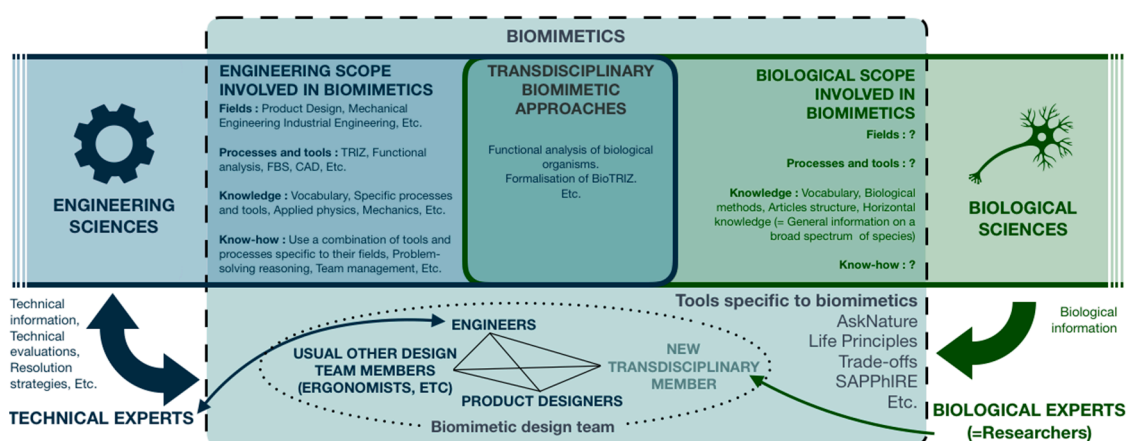 BIOMIMETICS
ENGINEERING
SCIENCES
ENGINEERING SCOPE
INVOLVED IN BIOMIMETICS
Fields : Product Design, Mechanical
Engineering Industrial Engineering, Etc.
Processes and tools : TRIZ, Functional
analysis, FBS, CAD, Etc.
Knowledge : Vocabulary, Specific processes
and tools, Applied physics, Mechanics, Etc.
Know-how : Use a combination of tools and
processes specific to their fields, Problem-
solving reasoning, Team management, Etc.
TRANSDISCIPLINARY
BIOMIMETIC
APPROACHES
Functional analysis of biological
organisms.
Formalisation of BioTRIZ.
Etc.
BIOLOGICAL SCOPE
INVOLVED IN
BIOMIMETICS
Fields : ?
Processes and tools : ?
Knowledge : Vocabulary, Biological
methods, Articles structure, Horizontal
knowledge (= General information on a
broad spectrum of species)
Know-how : ?
BIOLOGICAL
SCIENCES
Technical
information,
Technical
evaluations,
Resolution
strategies, Etc.
TECHNICAL EXPERTS
ENGINEERS
USUAL OTHER DESIGN
TEAM MEMBERS
(ERGONOMISTS, ETC)
NEW
TRANSDISCIPLINARY
MEMBER
PRODUCT DESIGNERS
Biomimetic design team
Tools specific to biomimetics
AskNature
Life Principles
Trade-offs
SAPPhIRE
Etc.
Biological
information
BIOLOGICAL EXPERTS
(=Researchers)